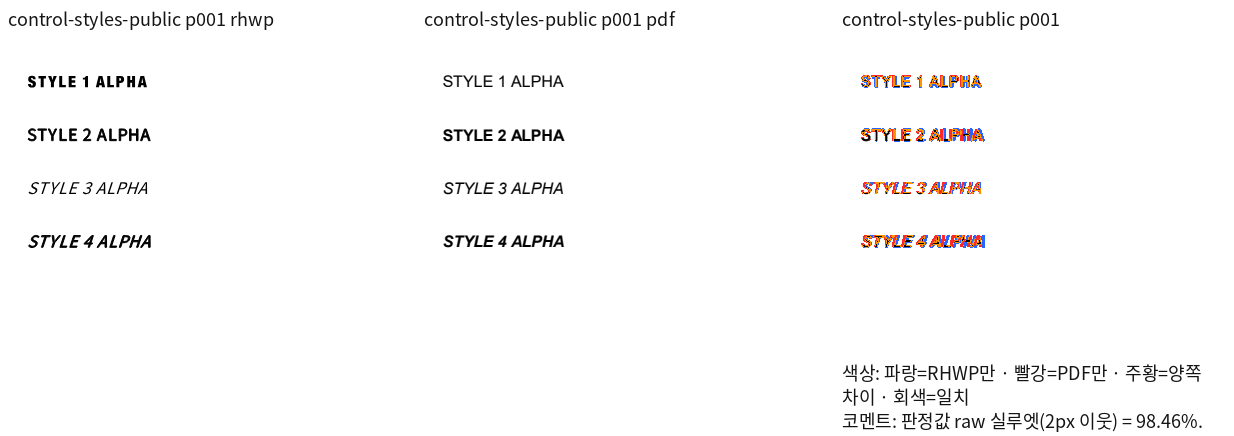 control-styles-public p001 rhwp
STYLE 1 ALPHA
STYLE 2 ALPHA
STYLE 3 ALPHA
STYLE 4 ALPHA
control-styles-public p001 pdf
STYLE 1 ALPHA
STYLE 2 ALPHA
STYLE 3 ALPHA
STYLE 4 ALPHA
control-styles-public p001
STYLE 1 ALPHA
STYLE 2 ALPHA
STYLE 3 ALPHA
STYLE 4 ALPHA
색상: 파랑=RHWP만 · 빨강=PDF만 · 주황=양쪽
차이 · 회색=일치
코멘트: 판정값 raw 실루엣(2px 이웃) = 98.46%.